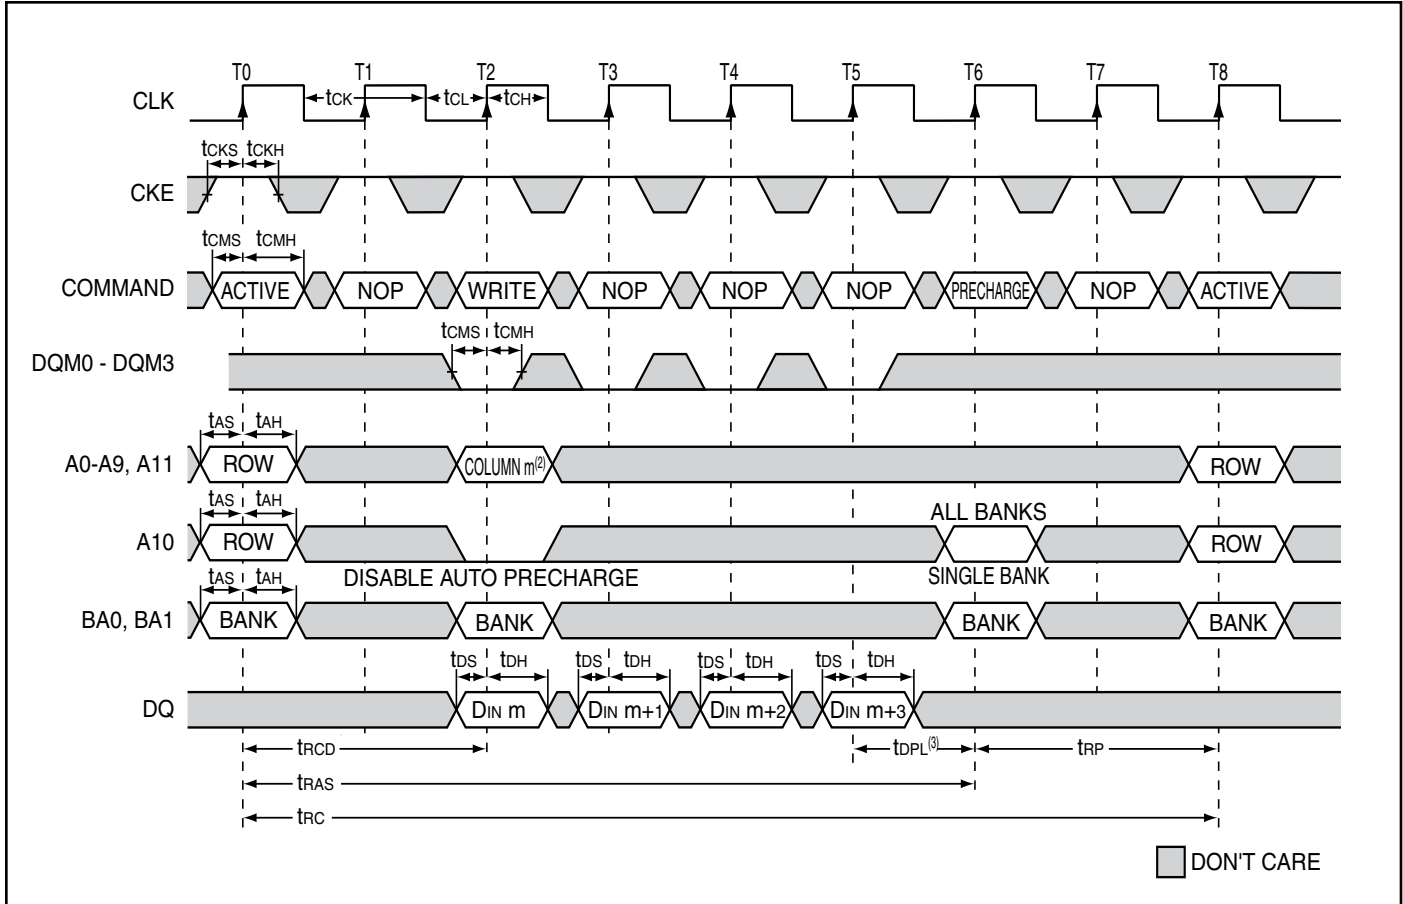 T0 T1 T2 T3 T4 T5 T6 T7 T8
CLK tCK tCL tCH
tCKS tCKH
CKE
tCMS tCMH
COMMAND ACTIVE NOP WRITE NOP NOP NOP PRECHARGE NOP ACTIVE
tCMS tCMH
DQM0 - DQM3
tAS tAH
A0-A9, A11 ROW COLUMN m(2) ROW
tAS tAH ALL BANKS
A10 ROW ROW
tAS tAH DISABLE AUTO PRECHARGE SINGLE BANK
BA0, BA1 BANK BANK BANK BANK
tDS tDH tDS tDH tDS tDH tDS tDH
DQ DIN m DIN m+1 DIN m+2 DIN m+3
tRCD tDPL(3) tRP
tRAS
tRC
DON'T CARE